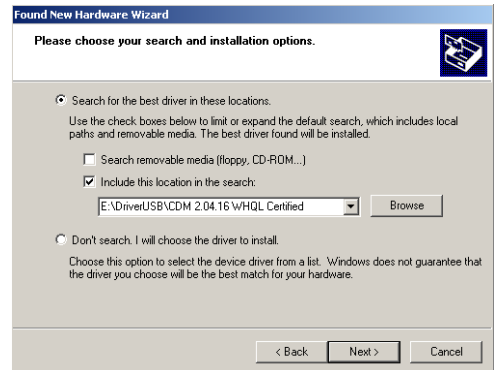 Found New Hardware Wizard
Please choose your search and installation options.
Search for the best driver in these locations.
Use the check boxes below to limit or expand the default search, which includes local
paths and removable media. The best driver found will be installed.
Search removable media (floppy, CD-ROM...)
Include this location in the search:
E:\DriverUSB\CDM 2.04.16 WHQL Certified
Browse
Don't search. I will choose the driver to install.
Choose this option to select the device driver from a list. Windows does not guarantee that
the driver you choose will be the best match for your hardware.
< Back Next > Cancel